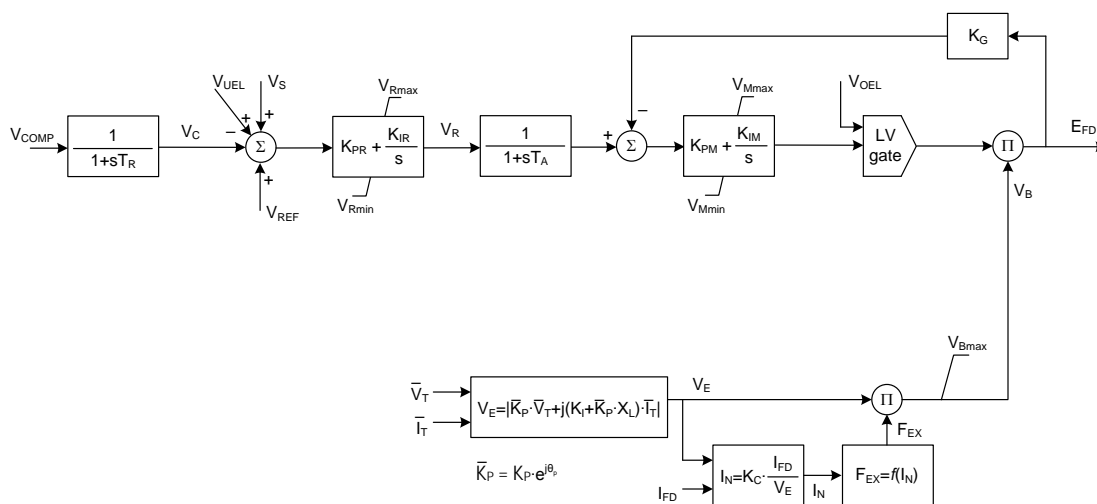 K_G
V_UEL
V_S
V_Rmax
V_Mmax
V_OEL
V_COMP
1
1+sT_R
V_C
−
+
+
Σ
+
V_REF
K_PR + K_IR
s
V_Rmin
V_R
1
1+sT_A
+
−
Σ
K_PM + K_IM
s
V_Mmin
LV
gate
Π
E_FD
V_B
V_Bmax
V̅_T
I̅_T
V_E=|K̅_P·V̅_T+j(K_I+K̅_P·X_L)·I̅_T|
V_E
Π
F_EX
K̅_P = K_P·e^jθ_p
I_FD
I_N=K_C· I_FD
V_E
I_N
F_EX=f(I_N)